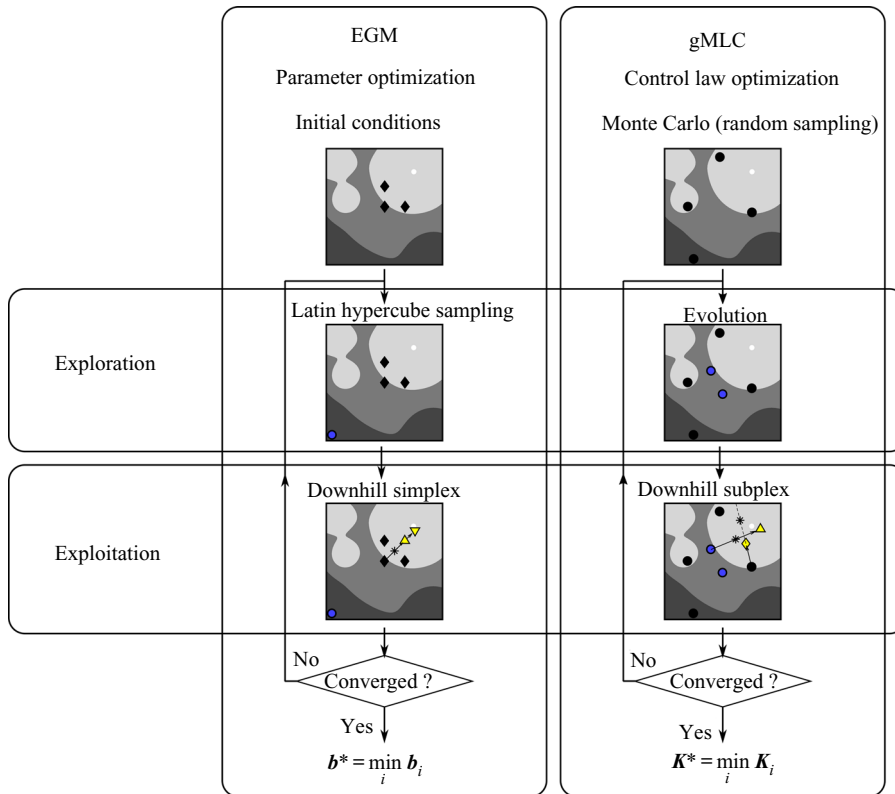 EGM
Parameter optimization
Initial conditions
gMLC
Control law optimization
Monte Carlo (random sampling)
Exploration
Latin hypercube sampling
Evolution
Exploitation
Downhill simplex
Downhill subplex
No
Converged ?
Yes
b* = min b_i
i
No
Converged ?
Yes
K* = min K_i
i